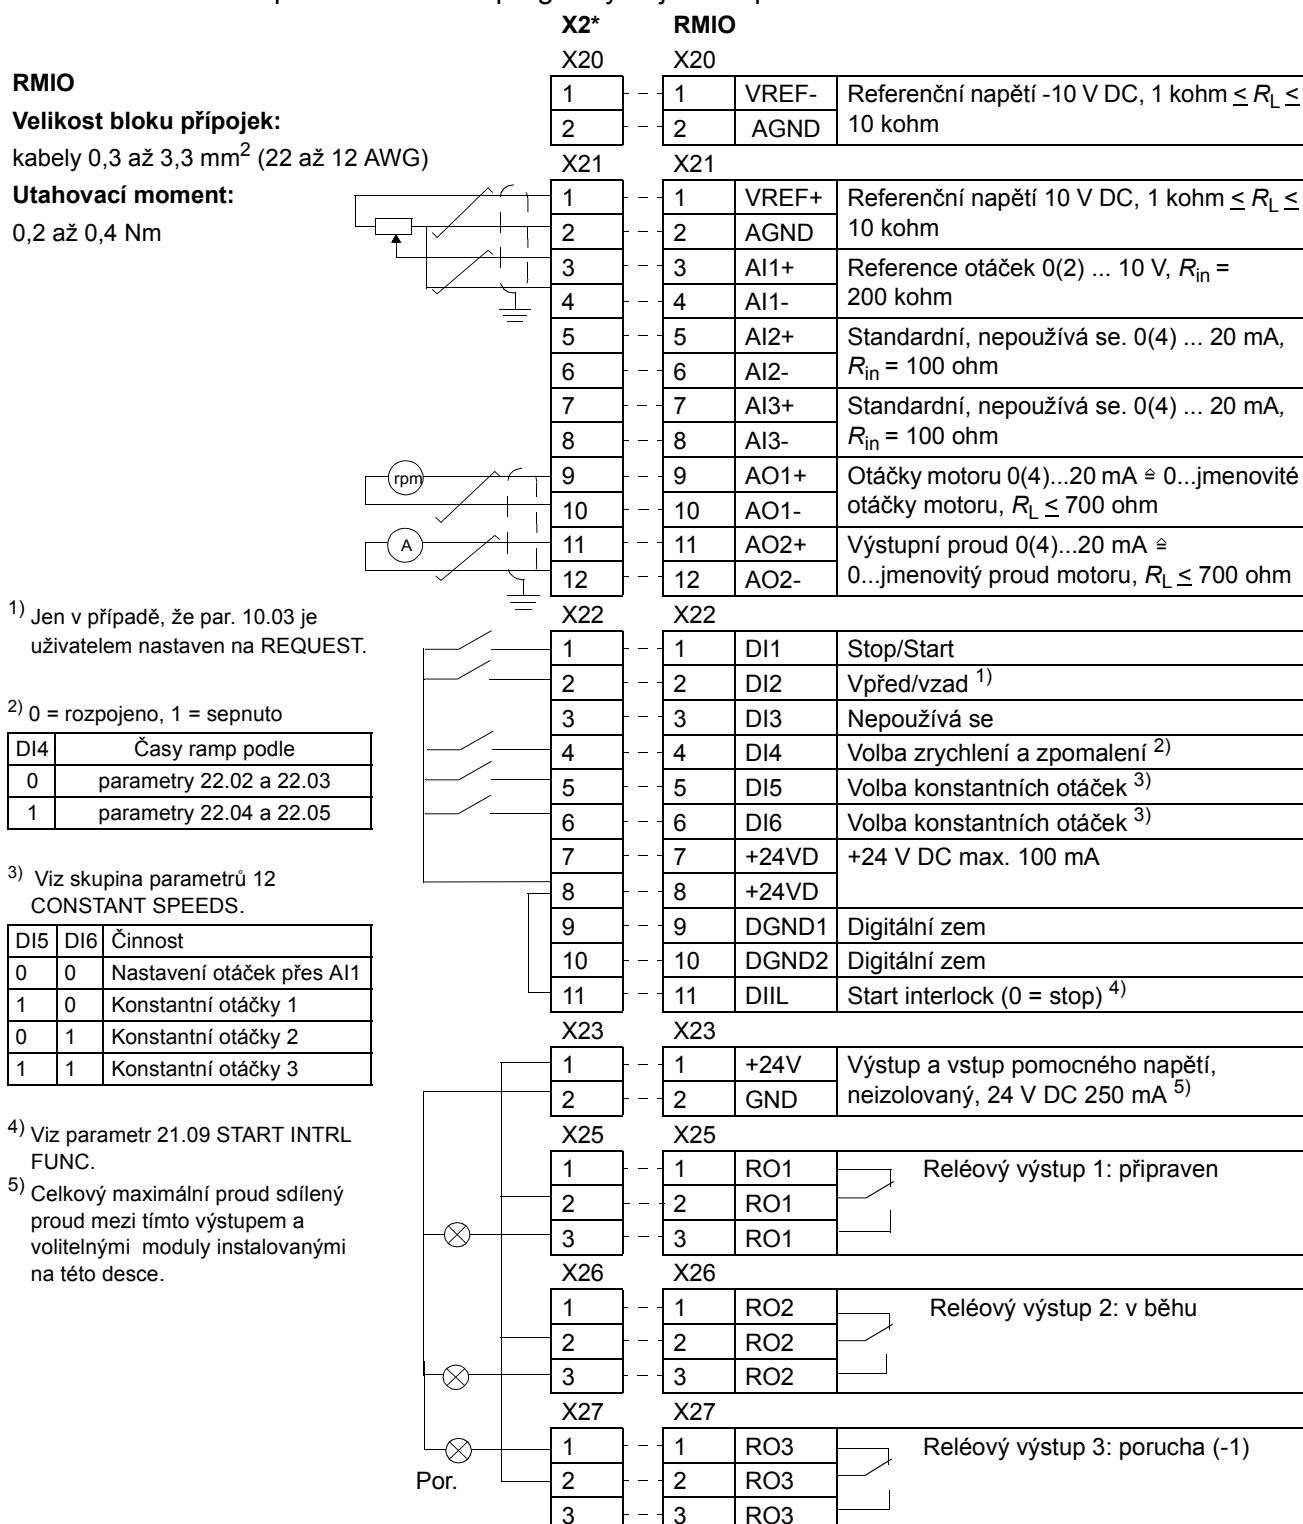 X2* RMIO
X20 X20
RMIO
1 1 VREF- Referenční napětí -10 V DC, 1 kohm ≤ RL ≤
Velikost bloku přípojek:
2 2 AGND 10 kohm
kabely 0,3 až 3,3 mm2 (22 až 12 AWG)
X21 X21
Utahovací moment:
1 1 VREF+ Referenční napětí 10 V DC, 1 kohm ≤ RL ≤
0,2 až 0,4 Nm
2 2 AGND 10 kohm
3 3 AI1+ Reference otáček 0(2) ... 10 V, Rin =
4 4 AI1- 200 kohm
5 5 AI2+ Standardní, nepoužívá se. 0(4) ... 20 mA,
6 6 AI2- Rin = 100 ohm
7 7 AI3+ Standardní, nepoužívá se. 0(4) ... 20 mA,
8 8 AI3- Rin = 100 ohm
rpm 9 9 AO1+ Otáčky motoru 0(4)...20 mA ≙ 0...jmenovité
10 10 AO1- otáčky motoru, RL ≤ 700 ohm
A 11 11 AO2+ Výstupní proud 0(4)...20 mA ≙
12 12 AO2- 0...jmenovitý proud motoru, RL ≤ 700 ohm
X22 X22
1) Jen v případě, že par. 10.03 je
uživatelem nastaven na REQUEST.
1 1 DI1 Stop/Start
2 2 DI2 Vpřed/vzad 1)
2) 0 = rozpojeno, 1 = sepnuto
3 3 DI3 Nepoužívá se
DI4 Časy ramp podle
4 4 DI4 Volba zrychlení a zpomalení 2)
0 parametry 22.02 a 22.03
5 5 DI5 Volba konstantních otáček 3)
1 parametry 22.04 a 22.05
6 6 DI6 Volba konstantních otáček 3)
7 7 +24VD +24 V DC max. 100 mA
3) Viz skupina parametrů 12
CONSTANT SPEEDS.
8 8 +24VD
9 9 DGND1 Digitální zem
DI5 DI6 Činnost
10 10 DGND2 Digitální zem
0 0 Nastavení otáček přes AI1
11 11 DIIL Start interlock (0 = stop) 4)
1 0 Konstantní otáčky 1
0 1 Konstantní otáčky 2
1 1 Konstantní otáčky 3
X23 X23
1 1 +24V Výstup a vstup pomocného napětí,
2 2 GND neizolovaný, 24 V DC 250 mA 5)
4) Viz parametr 21.09 START INTRL
FUNC.
X25 X25
1 1 RO1 Reléový výstup 1: připraven
5) Celkový maximální proud sdílený
proud mezi tímto výstupem a
volitelnými moduly instalovanými
na této desce.
2 2 RO1
3 3 RO1
X26 X26
1 1 RO2 Reléový výstup 2: v běhu
2 2 RO2
3 3 RO2
X27 X27
1 1 RO3 Reléový výstup 3: porucha (-1)
Por. 2 2 RO3
3 3 RO3